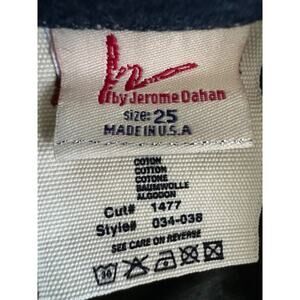 by Jerome Dahan
SIZE: 25
MADE IN U.S.A
COTON
COTTON
COTONE
BAUMWOLLE
ALGODON
Cut# 1477
Style# 034-038
SEE CARE ON REVERSE
30